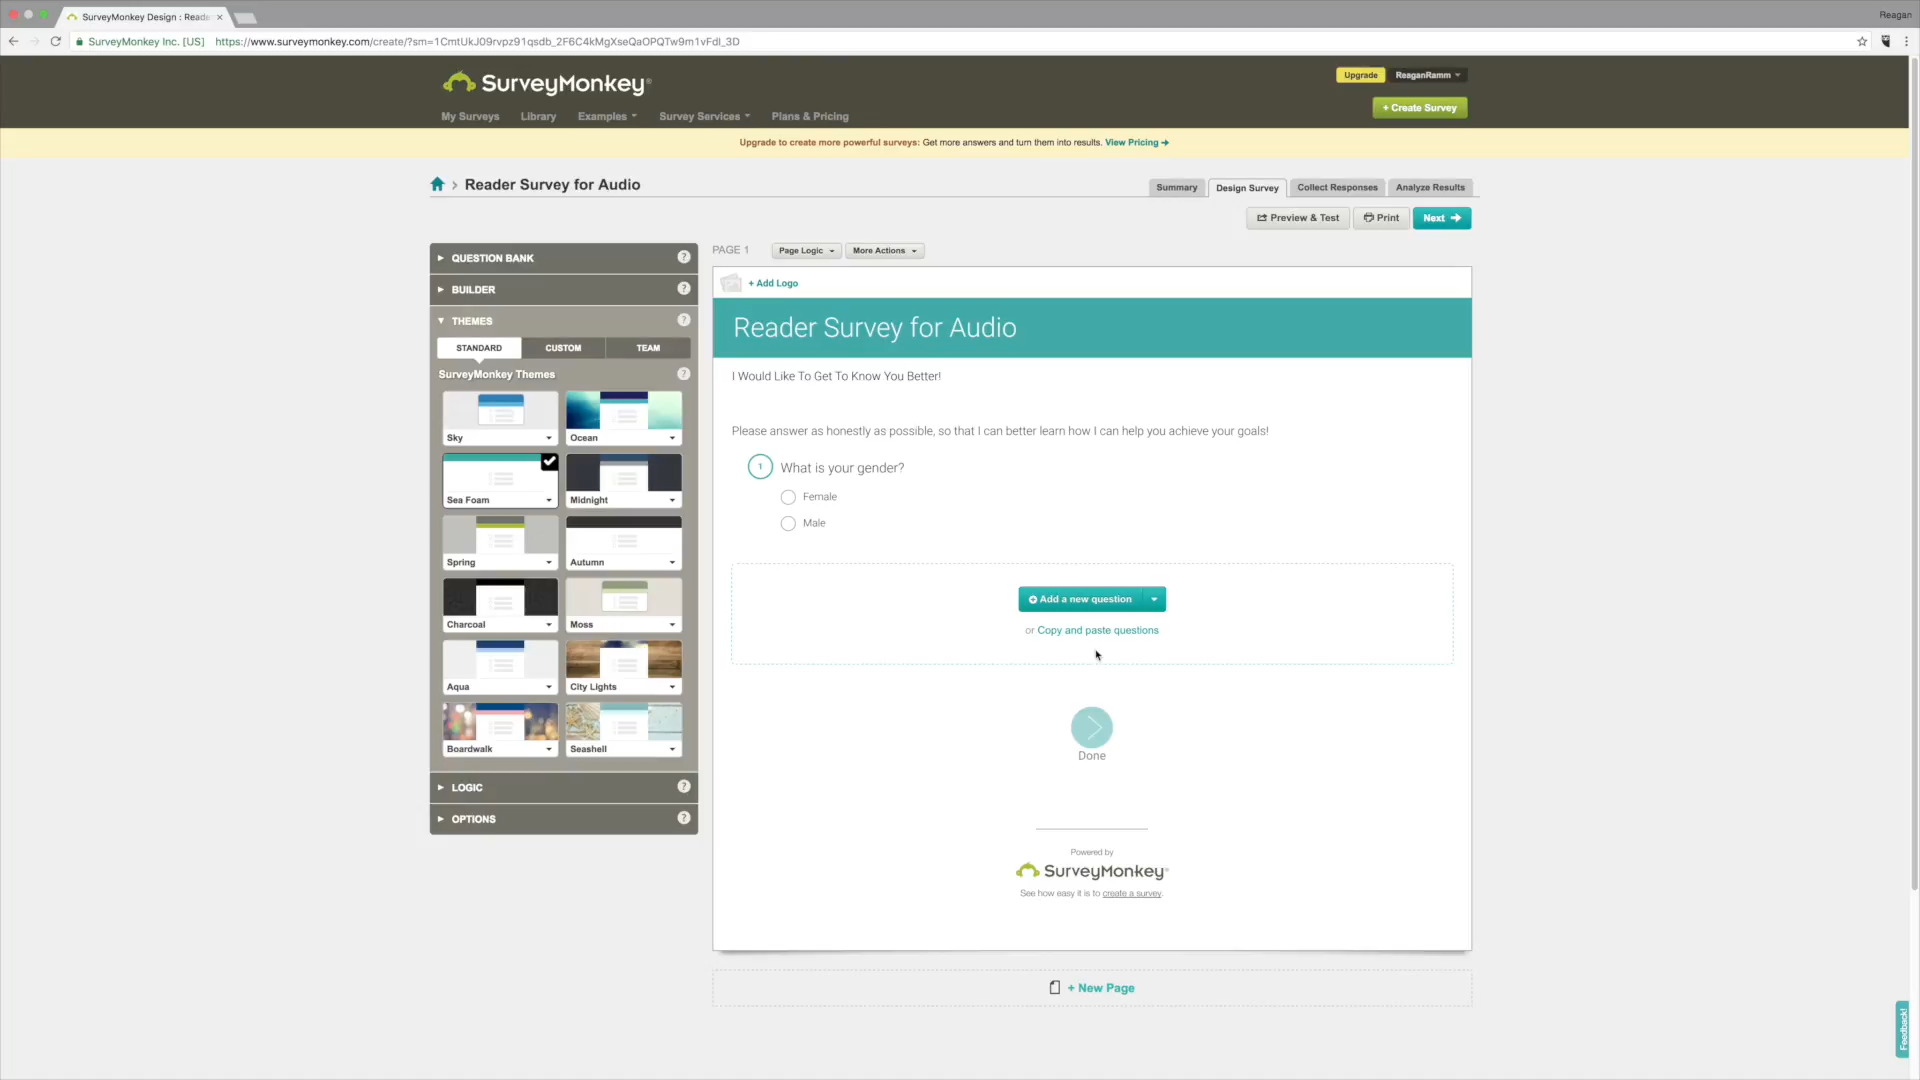 SurveyMonkey Design : Reade
Reagan
SurveyMonkey Inc. [US] https://www.surveymonkey.com/create/?sm=1CmtUkJ09rvpz91qsdb_2F6C4kMgXseQaOPQTw9m1vFdI_3D
SurveyMonkey
Upgrade ReaganRamm
+ Create Survey
My Surveys Library Examples Survey Services Plans & Pricing
Upgrade to create more powerful surveys: Get more answers and turn them into results. View Pricing
Reader Survey for Audio
Summary Design Survey Collect Responses Analyze Results
Preview & Test Print Next
QUESTION BANK ?
BUILDER ?
THEMES ?
STANDARD CUSTOM TEAM
SurveyMonkey Themes ?
Sky Ocean
Sea Foam Midnight
Spring Autumn
Charcoal Moss
Aqua City Lights
Boardwalk Seashell
LOGIC ?
OPTIONS ?
PAGE 1 Page Logic More Actions
+ Add Logo
Reader Survey for Audio
I Would Like To Get To Know You Better!
Please answer as honestly as possible, so that I can better learn how I can help you achieve your goals!
1 What is your gender?
Female
Male
Add a new question
or Copy and paste questions
Done
Powered by
SurveyMonkey
See how easy it is to create a survey.
+ New Page
Feedback!